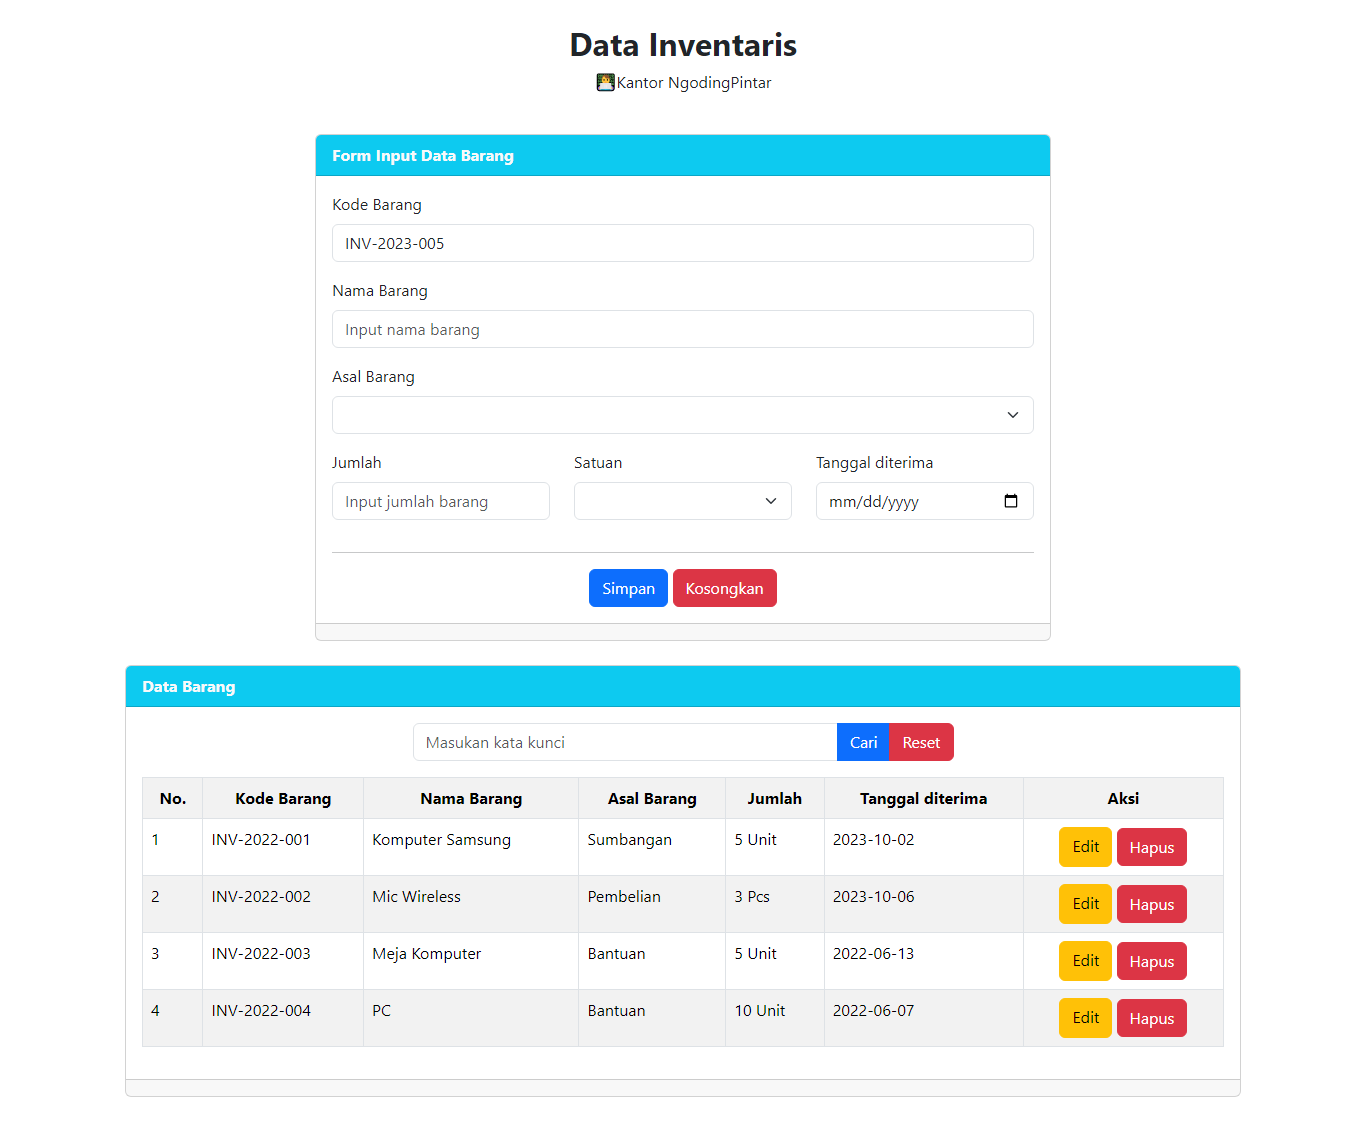 Data Inventaris
Kantor NgodingPintar
Form Input Data Barang
Kode Barang
INV-2023-005
Nama Barang
Input nama barang
Asal Barang
Jumlah Satuan Tanggal diterima
Input jumlah barang mm/dd/yyyy
Simpan Kosongkan
Data Barang
Masukan kata kunci Cari Reset
No. Kode Barang Nama Barang Asal Barang Jumlah Tanggal diterima Aksi
1 INV-2022-001 Komputer Samsung Sumbangan 5 Unit 2023-10-02 Edit Hapus
2 INV-2022-002 Mic Wireless Pembelian 3 Pcs 2023-10-06 Edit Hapus
3 INV-2022-003 Meja Komputer Bantuan 5 Unit 2022-06-13 Edit Hapus
4 INV-2022-004 PC Bantuan 10 Unit 2022-06-07 Edit Hapus